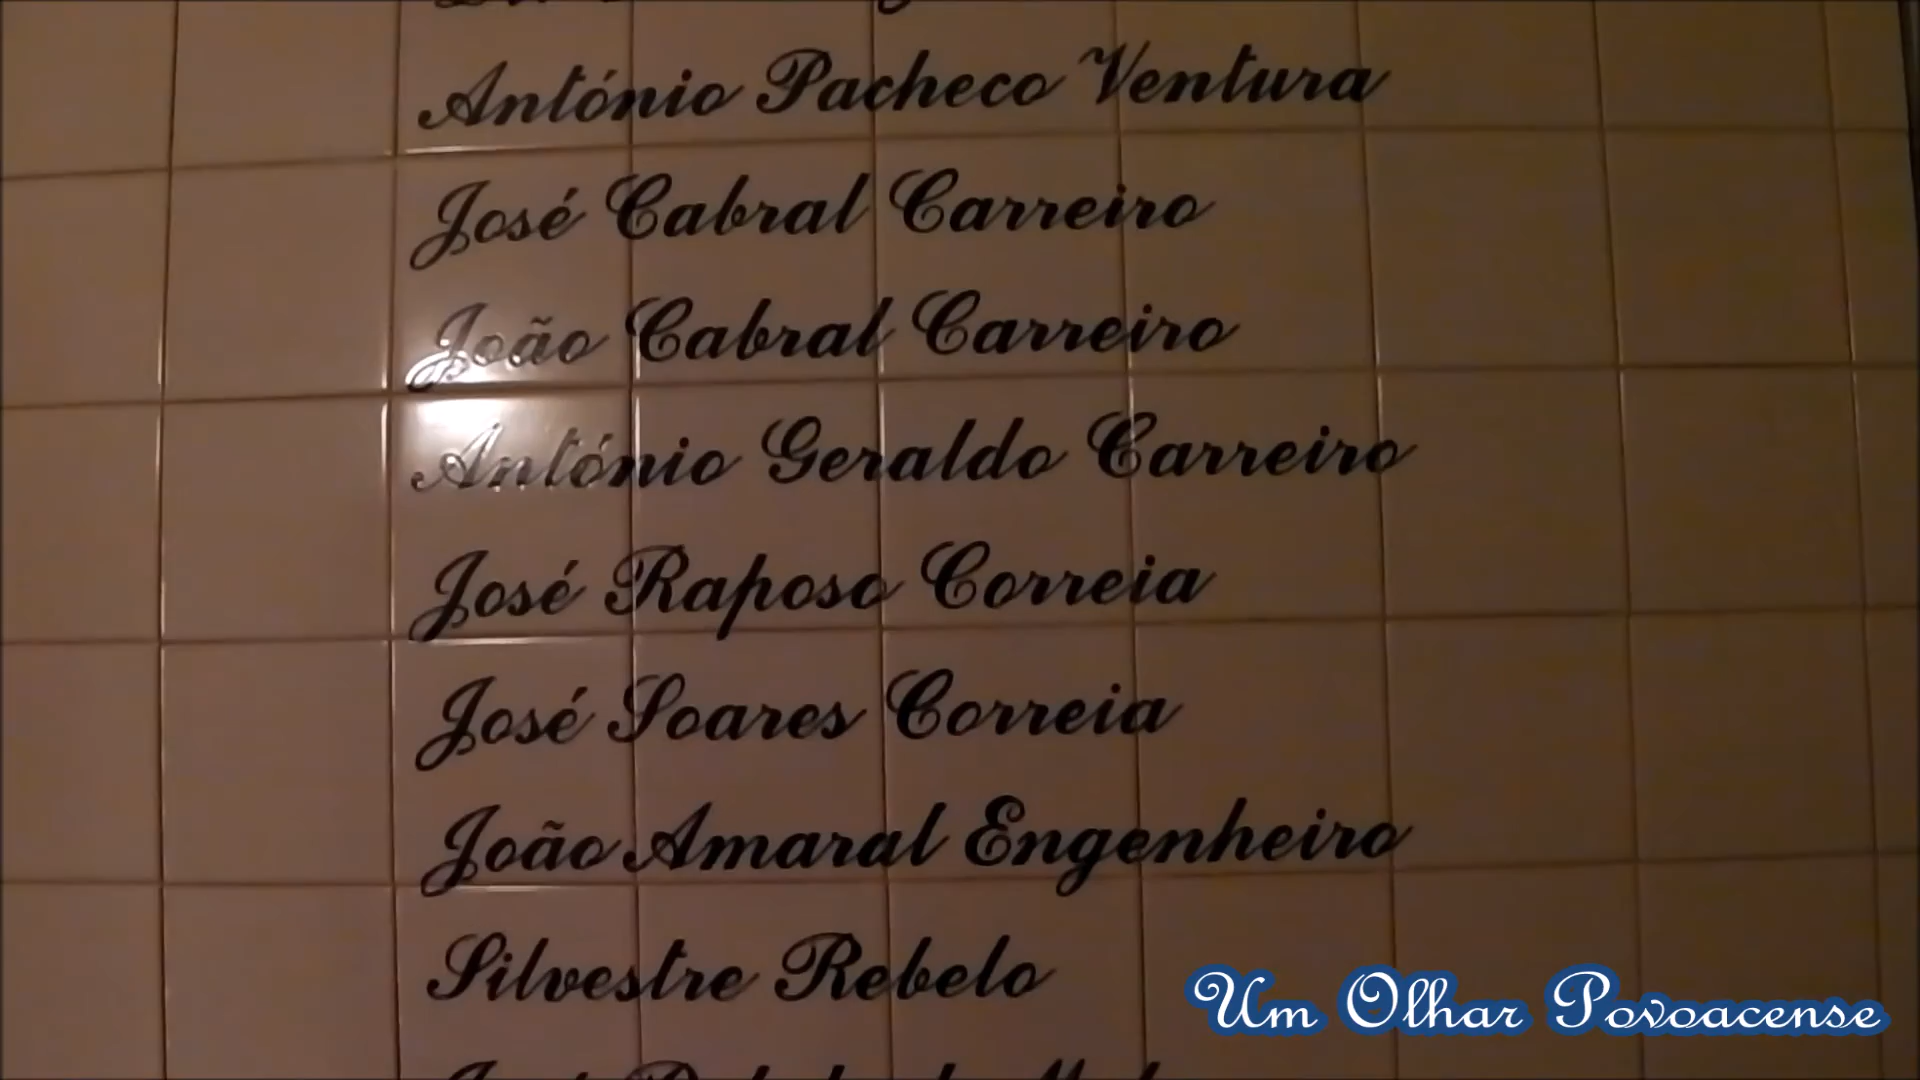 António Pacheco Ventura
José Cabral Carreiro
João Cabral Carreiro
António Geraldo Carreiro
José Raposo Correia
José Soares Correia
João Amaral Engenheiro
Silvestre Rebelo
Um Olhar Povoacense